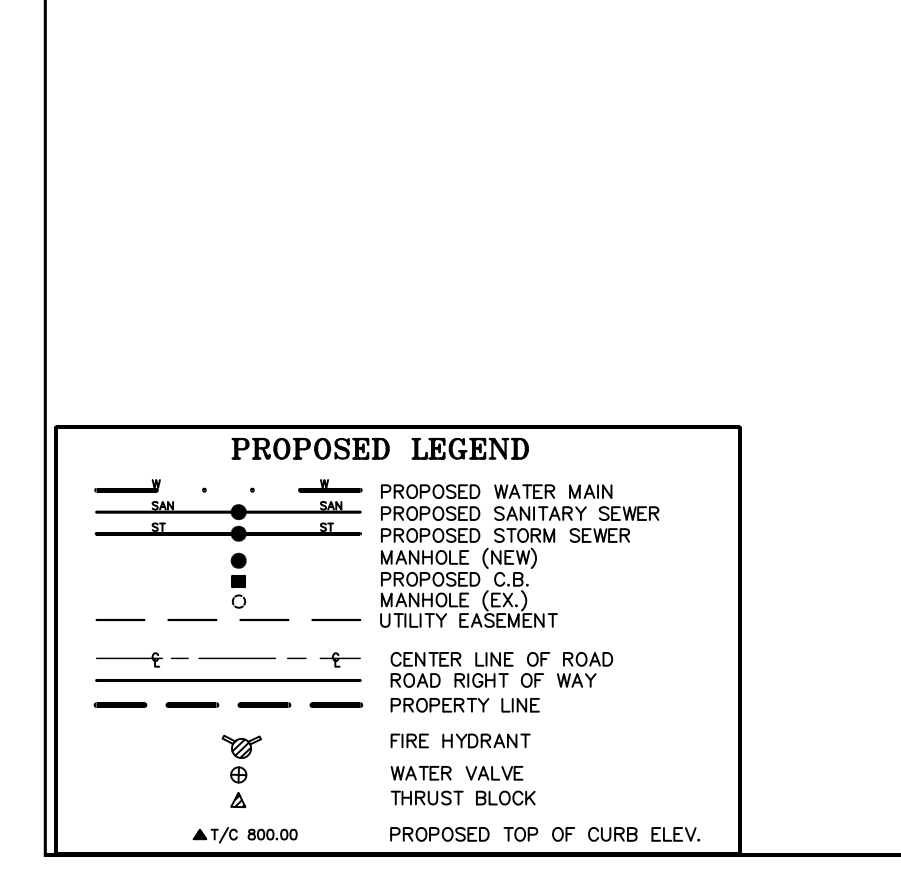 PROPOSED LEGEND
W W PROPOSED WATER MAIN
SAN SAN PROPOSED SANITARY SEWER
ST ST PROPOSED STORM SEWER
MANHOLE (NEW)
PROPOSED C.B.
MANHOLE (EX.)
UTILITY EASEMENT
℄ ℄ CENTER LINE OF ROAD
ROAD RIGHT OF WAY
PROPERTY LINE
FIRE HYDRANT
WATER VALVE
THRUST BLOCK
T/C 800.00 PROPOSED TOP OF CURB ELEV.